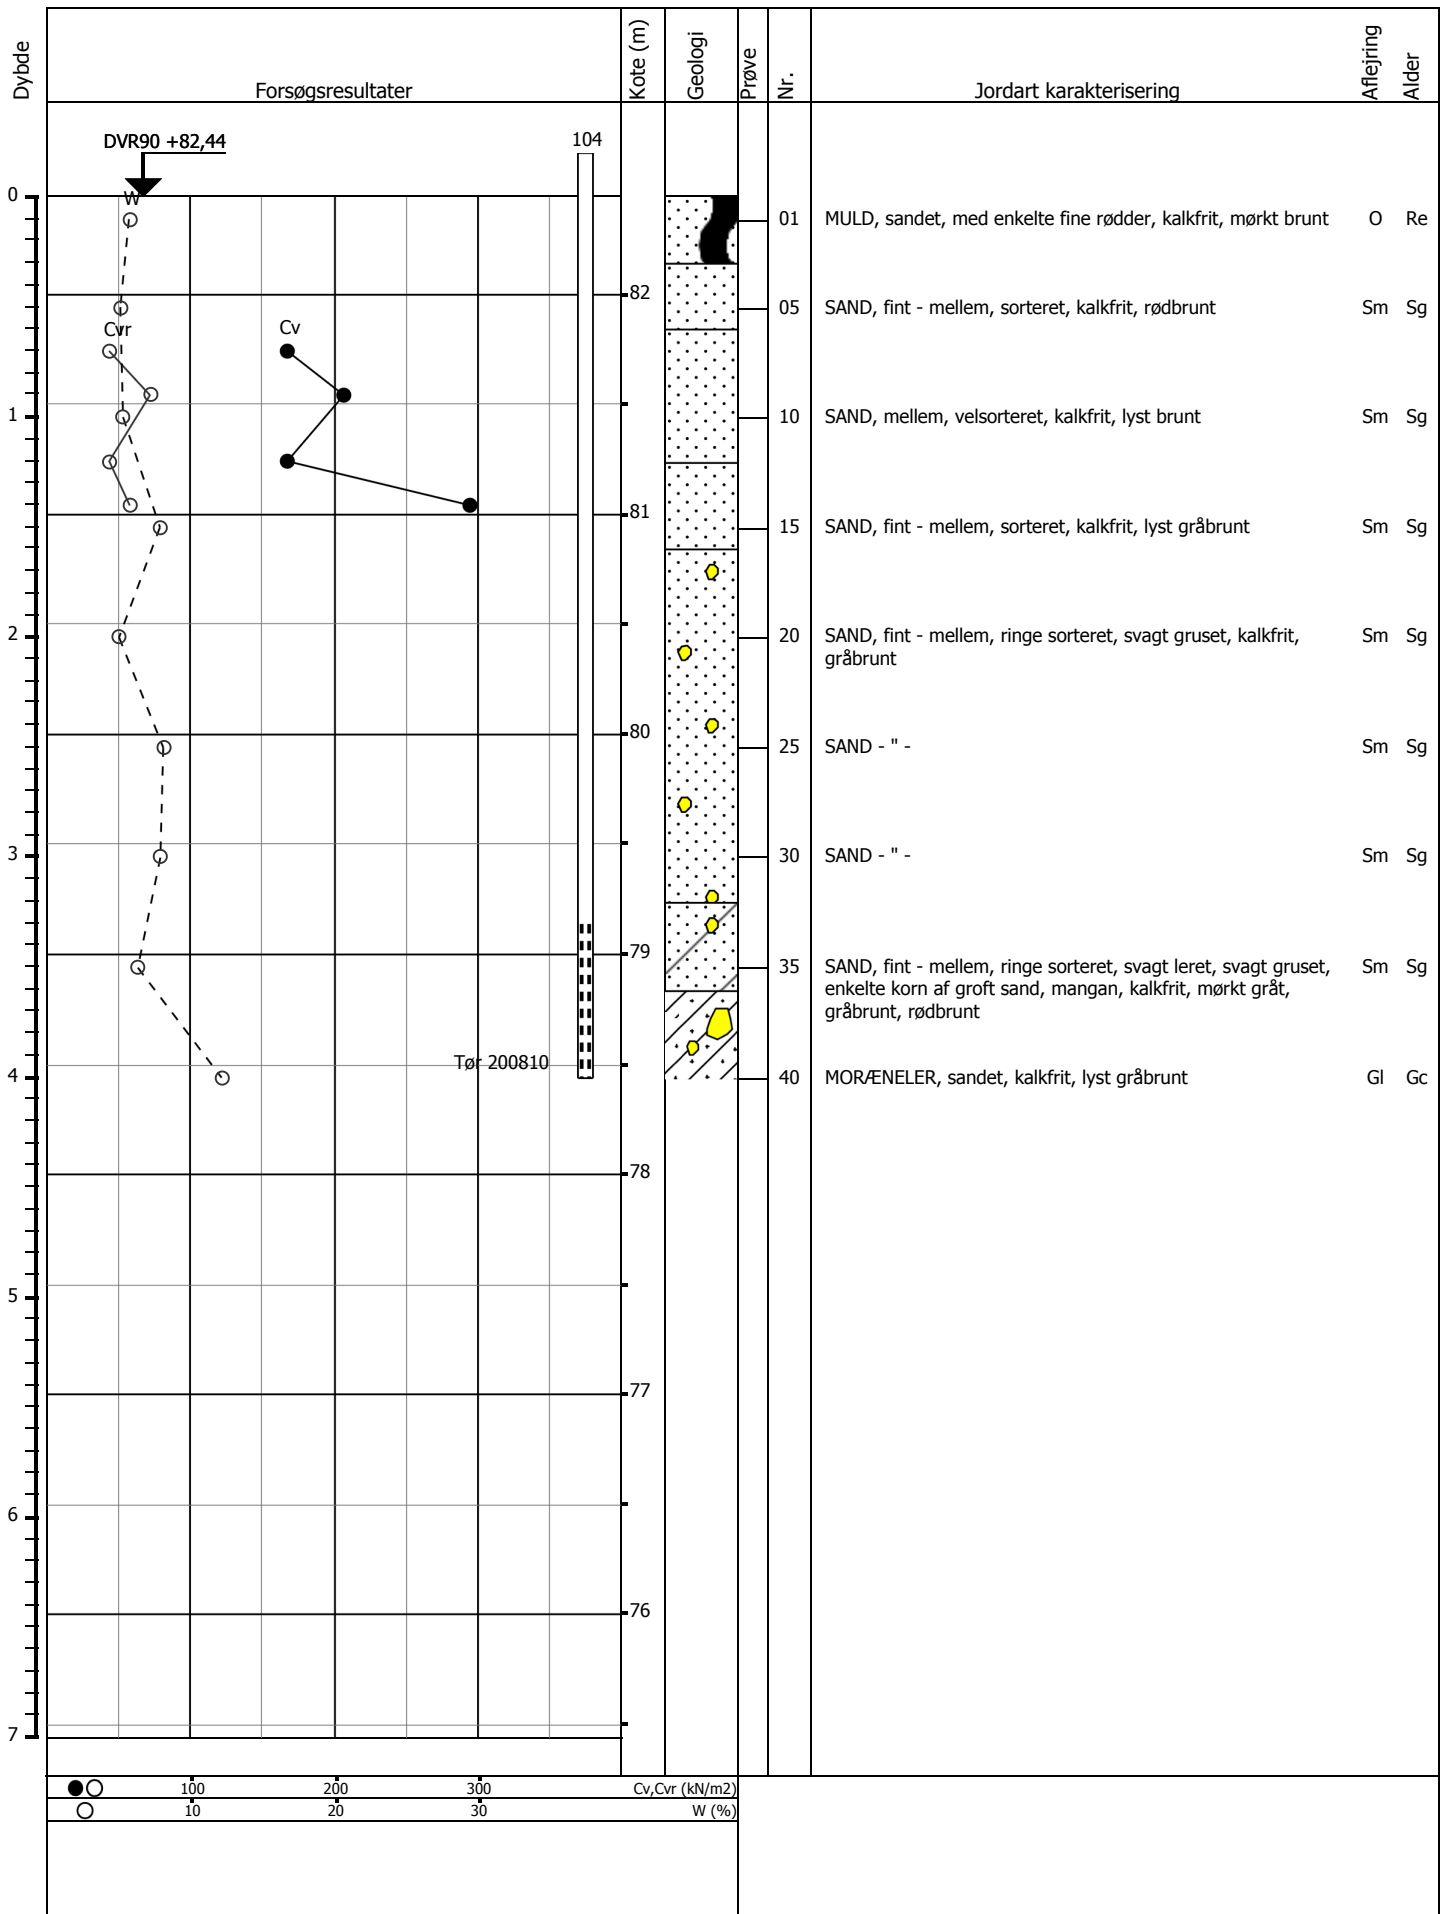 Dybde
Forsøgsresultater
Kote (m)
Geologi
Prøve
Nr.
Jordart karakterisering
Aflejring
Alder
DVR90 +82,44
104
0
W
01 MULD, sandet, med enkelte fine rødder, kalkfrit, mørkt brunt O Re
82
05 SAND, fint - mellem, sorteret, kalkfrit, rødbrunt Sm Sg
Cvr
Cv
1
10 SAND, mellem, velsorteret, kalkfrit, lyst brunt Sm Sg
81
15 SAND, fint - mellem, sorteret, kalkfrit, lyst gråbrunt Sm Sg
2
20 SAND, fint - mellem, ringe sorteret, svagt gruset, kalkfrit, Sm Sg
gråbrunt
80
25 SAND - " - Sm Sg
3
30 SAND - " - Sm Sg
79
35 SAND, fint - mellem, ringe sorteret, svagt leret, svagt gruset, Sm Sg
enkelte korn af groft sand, mangan, kalkfrit, mørkt gråt,
gråbrunt, rødbrunt
Tør 200810
4
40 MORÆNELER, sandet, kalkfrit, lyst gråbrunt Gl Gc
78
5
77
6
76
7
100 200 300 Cv,Cvr (kN/m2)
10 20 30 W (%)